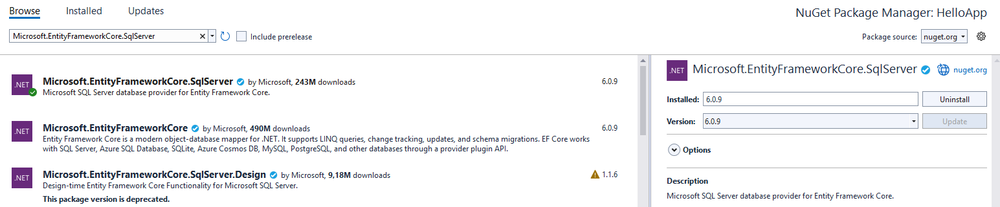 Browse Installed Updates
NuGet Package Manager: HelloApp
Microsoft.EntityFrameworkCore.SqlServer
Include prerelease
Package source: nuget.org
.NET
Microsoft.EntityFrameworkCore.SqlServer by Microsoft, 243M downloads
6.0.9
Microsoft SQL Server database provider for Entity Framework Core.
.NET
Microsoft.EntityFrameworkCore by Microsoft, 490M downloads
6.0.9
Entity Framework Core is a modern object-database mapper for .NET. It supports LINQ queries, change tracking, updates, and schema migrations. EF Core works
with SQL Server, Azure SQL Database, SQLite, Azure Cosmos DB, MySQL, PostgreSQL, and other databases through a provider plugin API.
.NET
Microsoft.EntityFrameworkCore.SqlServer.Design by Microsoft, 9,18M downloads
1.1.6
Design-time Entity Framework Core Functionality for Microsoft SQL Server.
This package version is deprecated.
.NET
Microsoft.EntityFrameworkCore.SqlServer
nuget.org
Installed: 6.0.9
Uninstall
Version: 6.0.9
Update
Options
Description
Microsoft SQL Server database provider for Entity Framework Core.